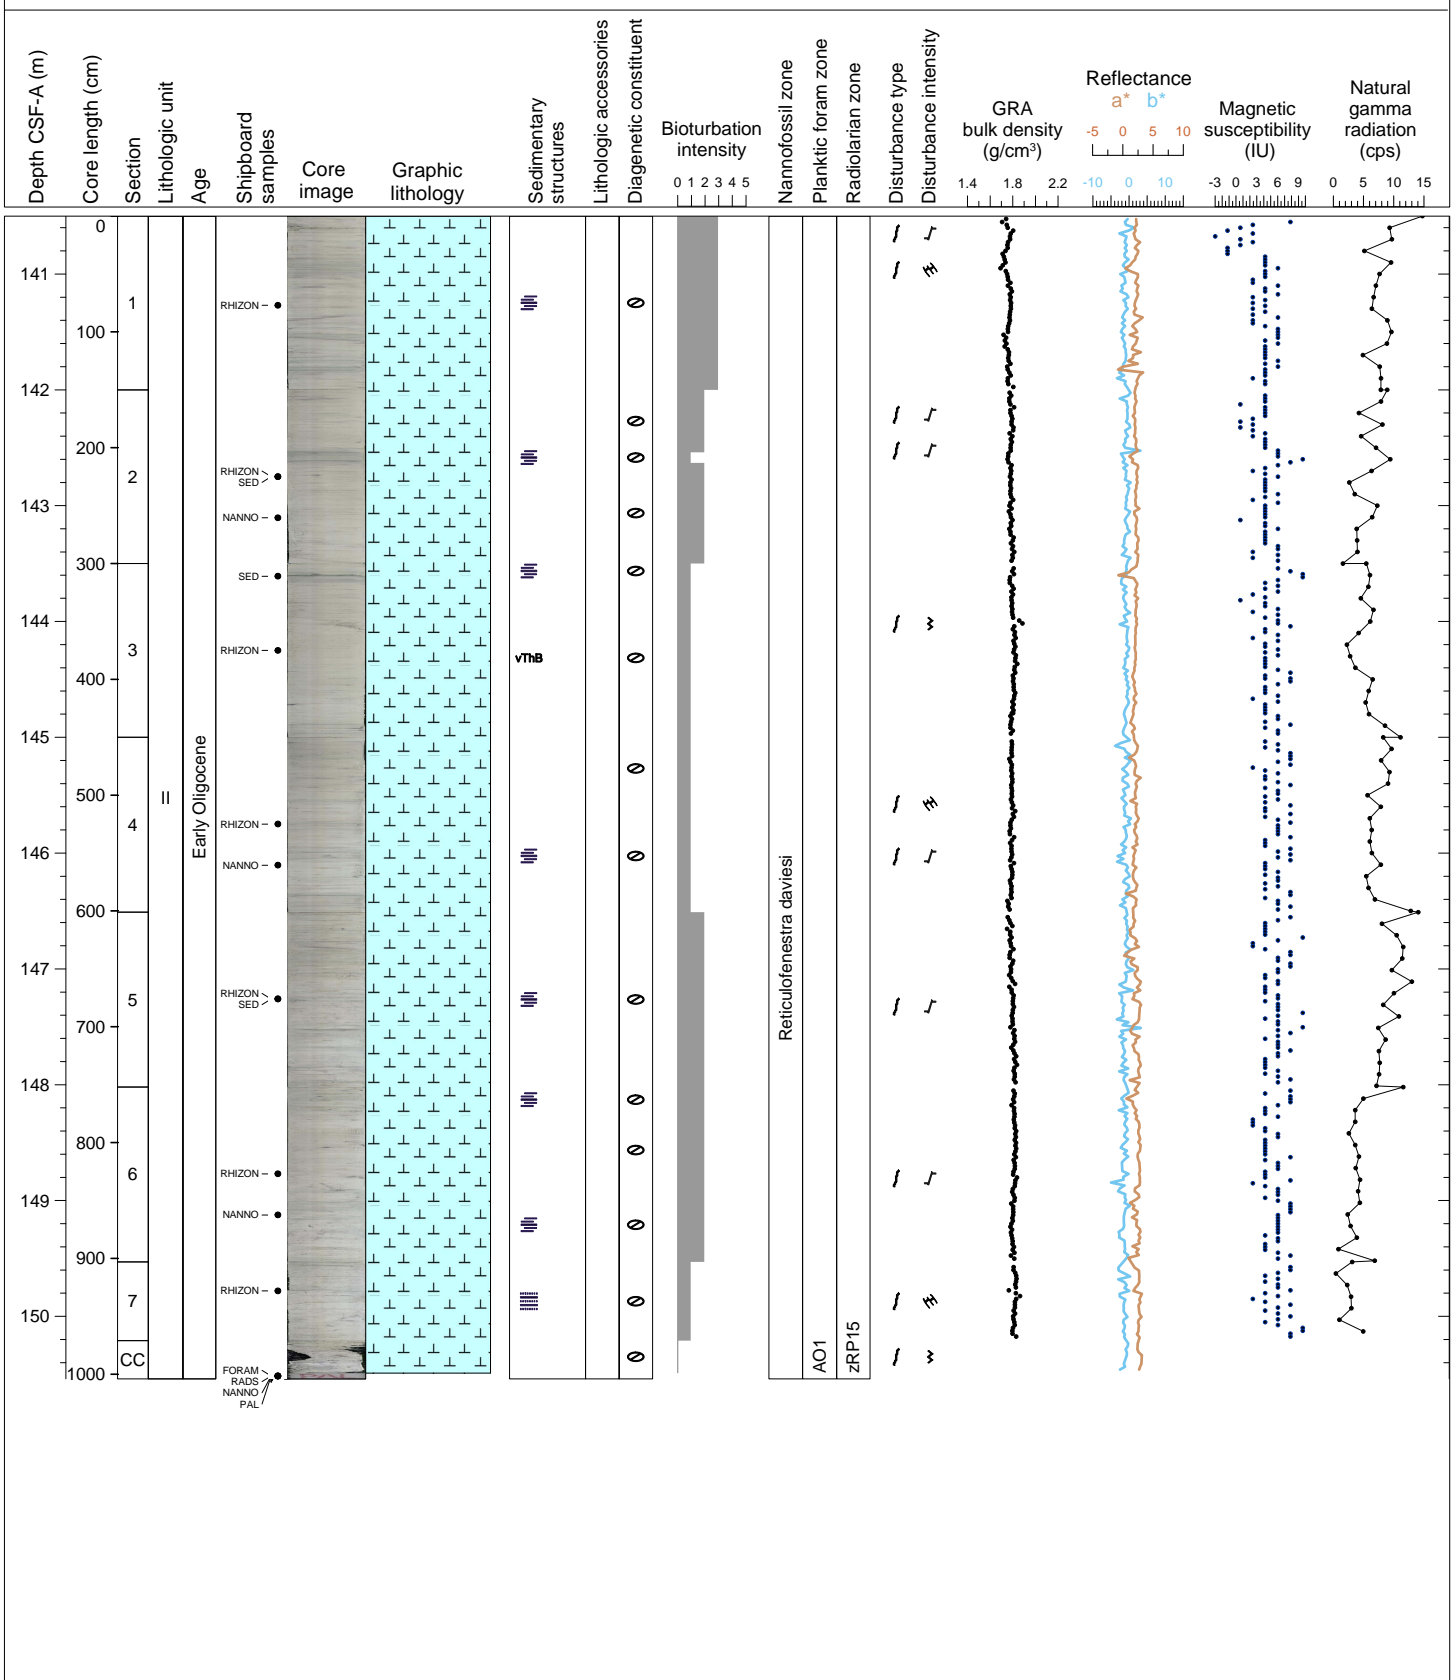 Depth CSF-A (m)
Core length (cm)
Section
Lithologic unit
Age
Shipboard
samples
Core
image
Graphic
lithology
Sedimentary
structures
Lithologic accessories
Diagenetic constituent
Bioturbation
intensity
0 1 2 3 4 5
Nannofossil zone
Planktic foram zone
Radiolarian zone
Disturbance type
Disturbance intensity
GRA
bulk density
(g/cm³)
1.4 1.8 2.2
Reflectance
a* b*
-5 0 5 10
-10 0 10
Magnetic
susceptibility
(IU)
-3 0 3 6 9
Natural
gamma
radiation
(cps)
0 5 10 15
141
142
143
144
145
146
147
148
149
150
0
100
200
300
400
500
600
700
800
900
1000
1
2
3
4
5
6
7
CC
II
Early Oligocene
RHIZON
RHIZON
SED
NANNO
SED
RHIZON
RHIZON
NANNO
RHIZON
SED
RHIZON
NANNO
RHIZON
FORAM
RADS
NANNO
PAL
vThB
Reticulofenestra daviesi
AO1
zRP15